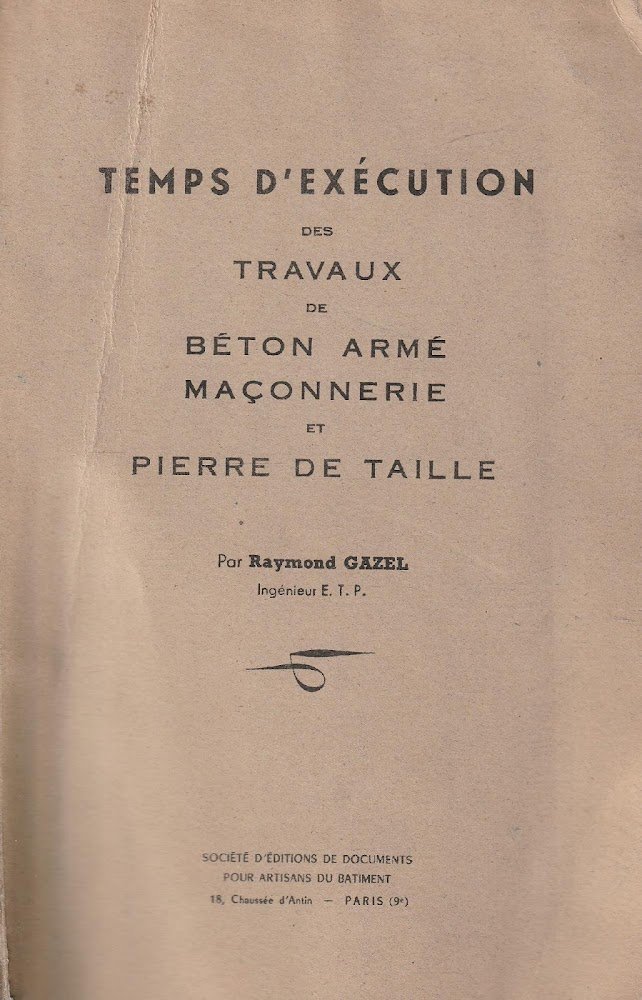 TEMPS D'EXÉCUTION
DES
TRAVAUX
DE
BÉTON ARMÉ
MAÇONNERIE
ET
PIERRE DE TAILLE
Par Raymond GAZEL
Ingénieur E. T. P.
SOCIÉTÉ D'ÉDITIONS DE DOCUMENTS
POUR ARTISANS DU BATIMENT
18, Chaussée d'Antin — PARIS (9e)